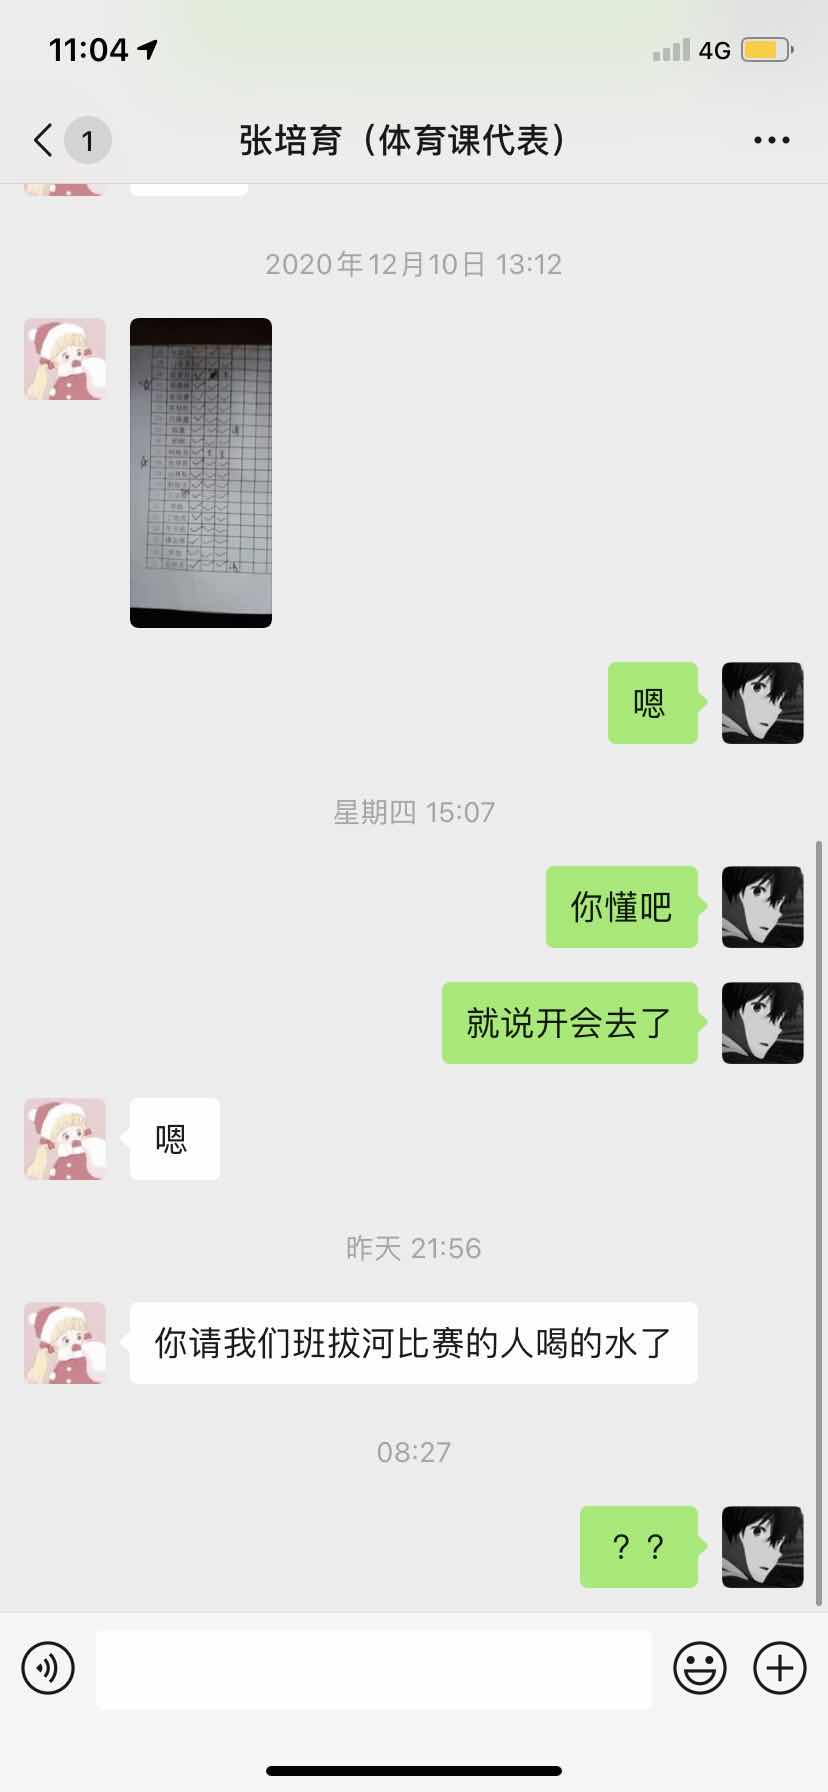 11:04
4G
1
张培育（体育课代表）
2020年12月10日 13:12
嗯
星期四 15:07
你懂吧
就说开会去了
嗯
昨天 21:56
你请我们班拔河比赛的人喝的水了
08:27
？？